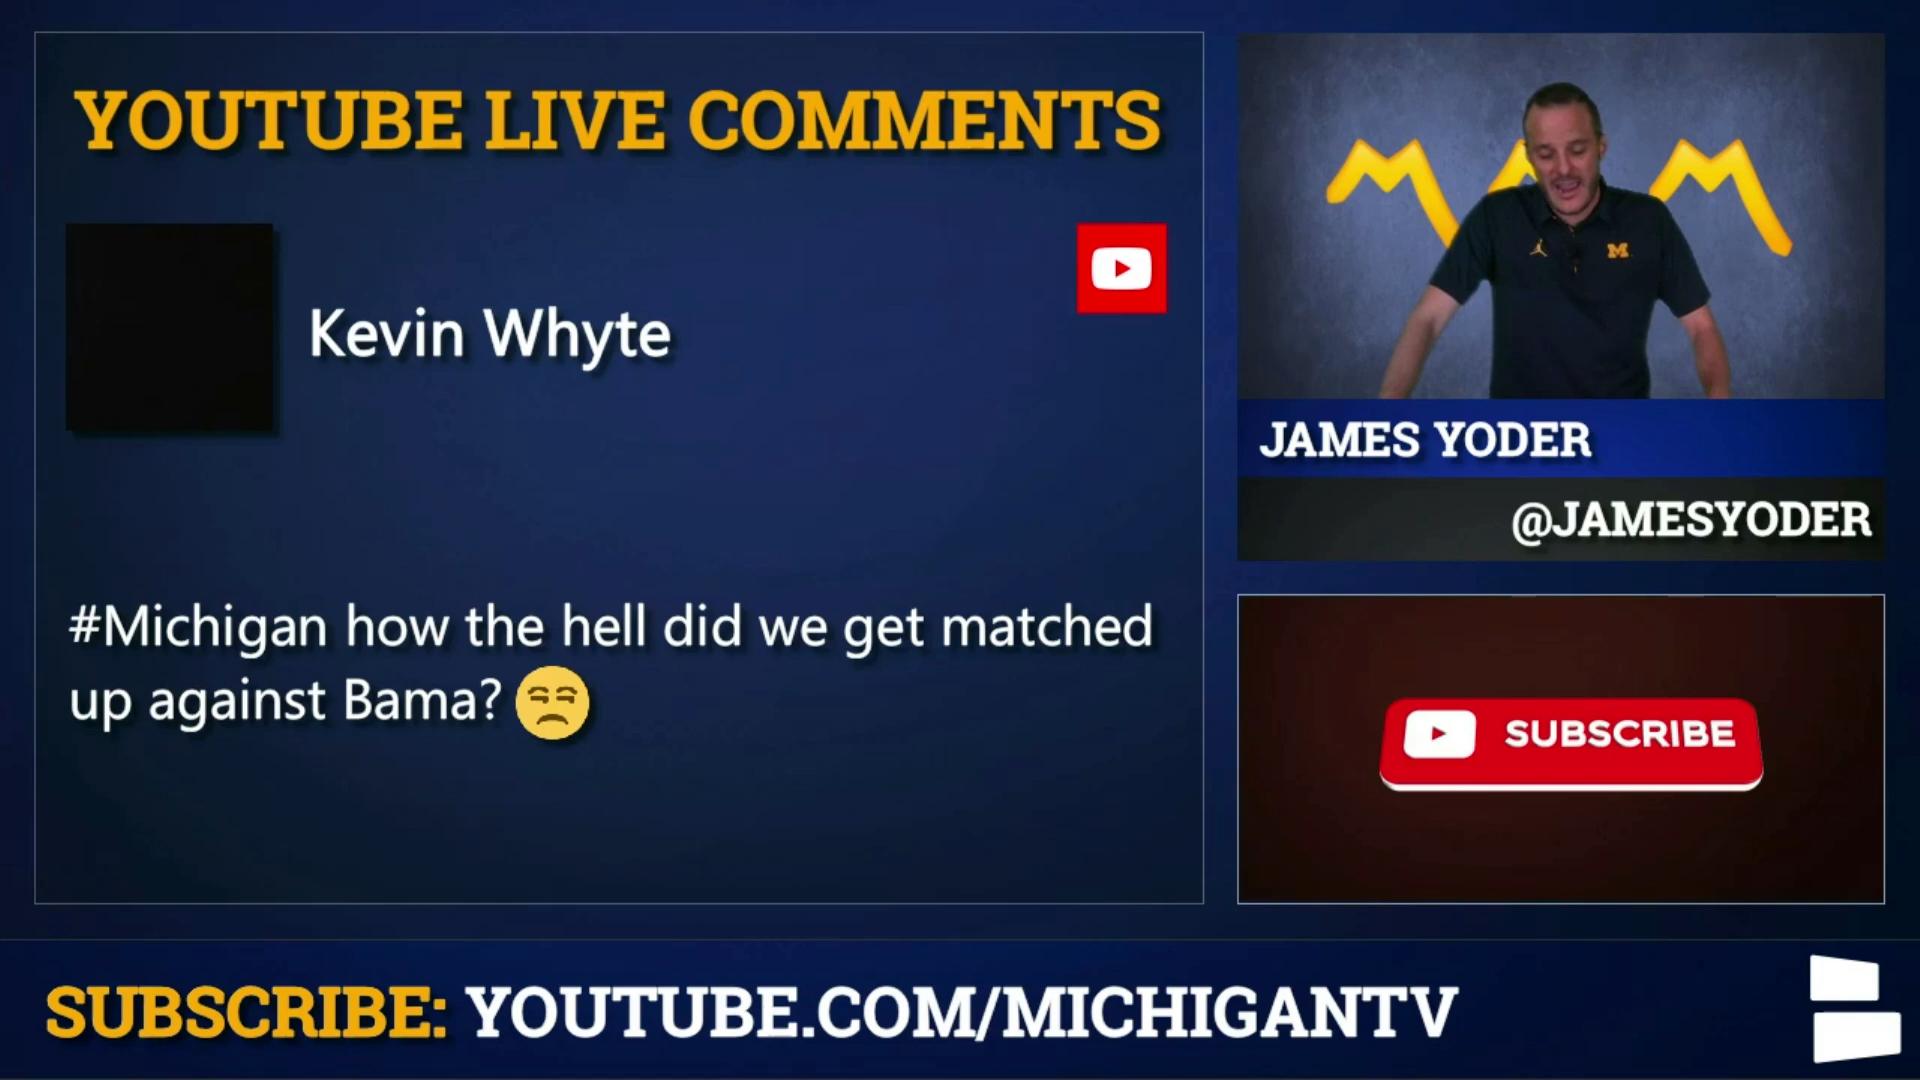 YOUTUBE LIVE COMMENTS
Kevin Whyte
#Michigan how the hell did we get matched
up against Bama?
M
JAMES YODER
@JAMESYODER
SUBSCRIBE
SUBSCRIBE: YOUTUBE.COM/MICHIGANTV